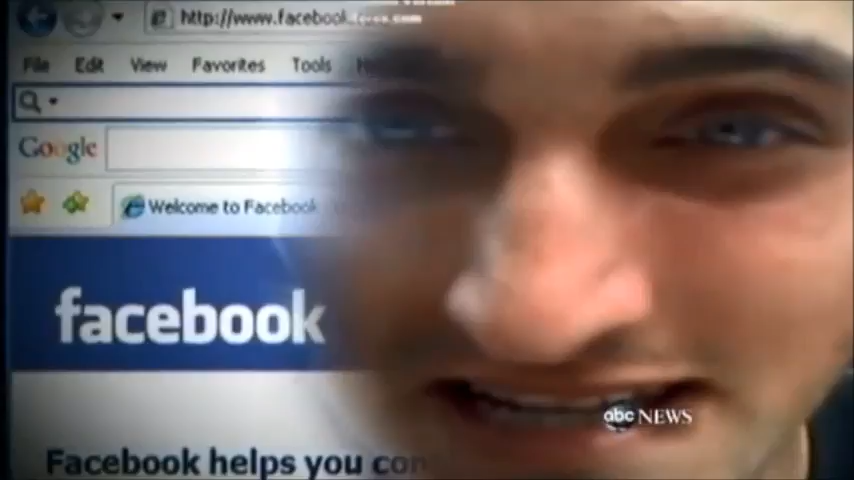 http://www.facebook.
File Edit View Favorites Tools
Google
Welcome to Facebook
facebook
abc NEWS
Facebook helps you con